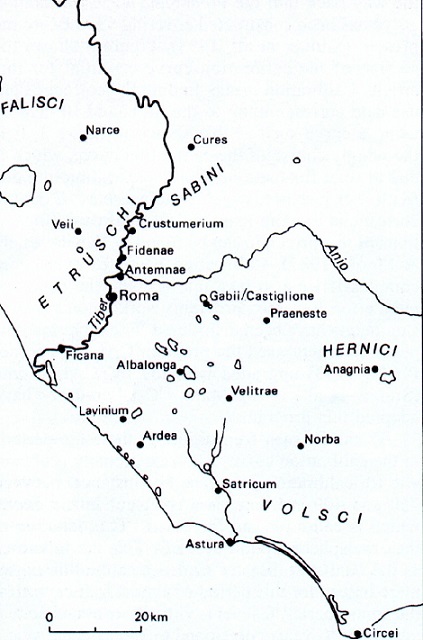 FALISCI
Narce
Cures
SABINI
Veii
Crustumerium
ETRUSCHI
Fidenae
Anio
Antemnae
Roma
Gabii/Castiglione
Tiber
Praeneste
Ficana
HERNICI
Albalonga
Anagnia
Velitrae
Lavinium
Ardea
Norba
Satricum
VOLSCI
Astura
Circei
0 20km